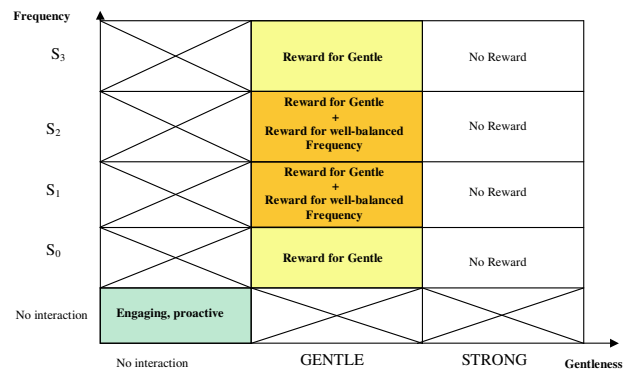 Frequency
S3
Reward for Gentle
No Reward
S2
Reward for Gentle
+
Reward for well-balanced
Frequency
No Reward
S1
Reward for Gentle
+
Reward for well-balanced
Frequency
No Reward
S0
Reward for Gentle
No Reward
No interaction
Engaging, proactive
No interaction
GENTLE
STRONG
Gentleness